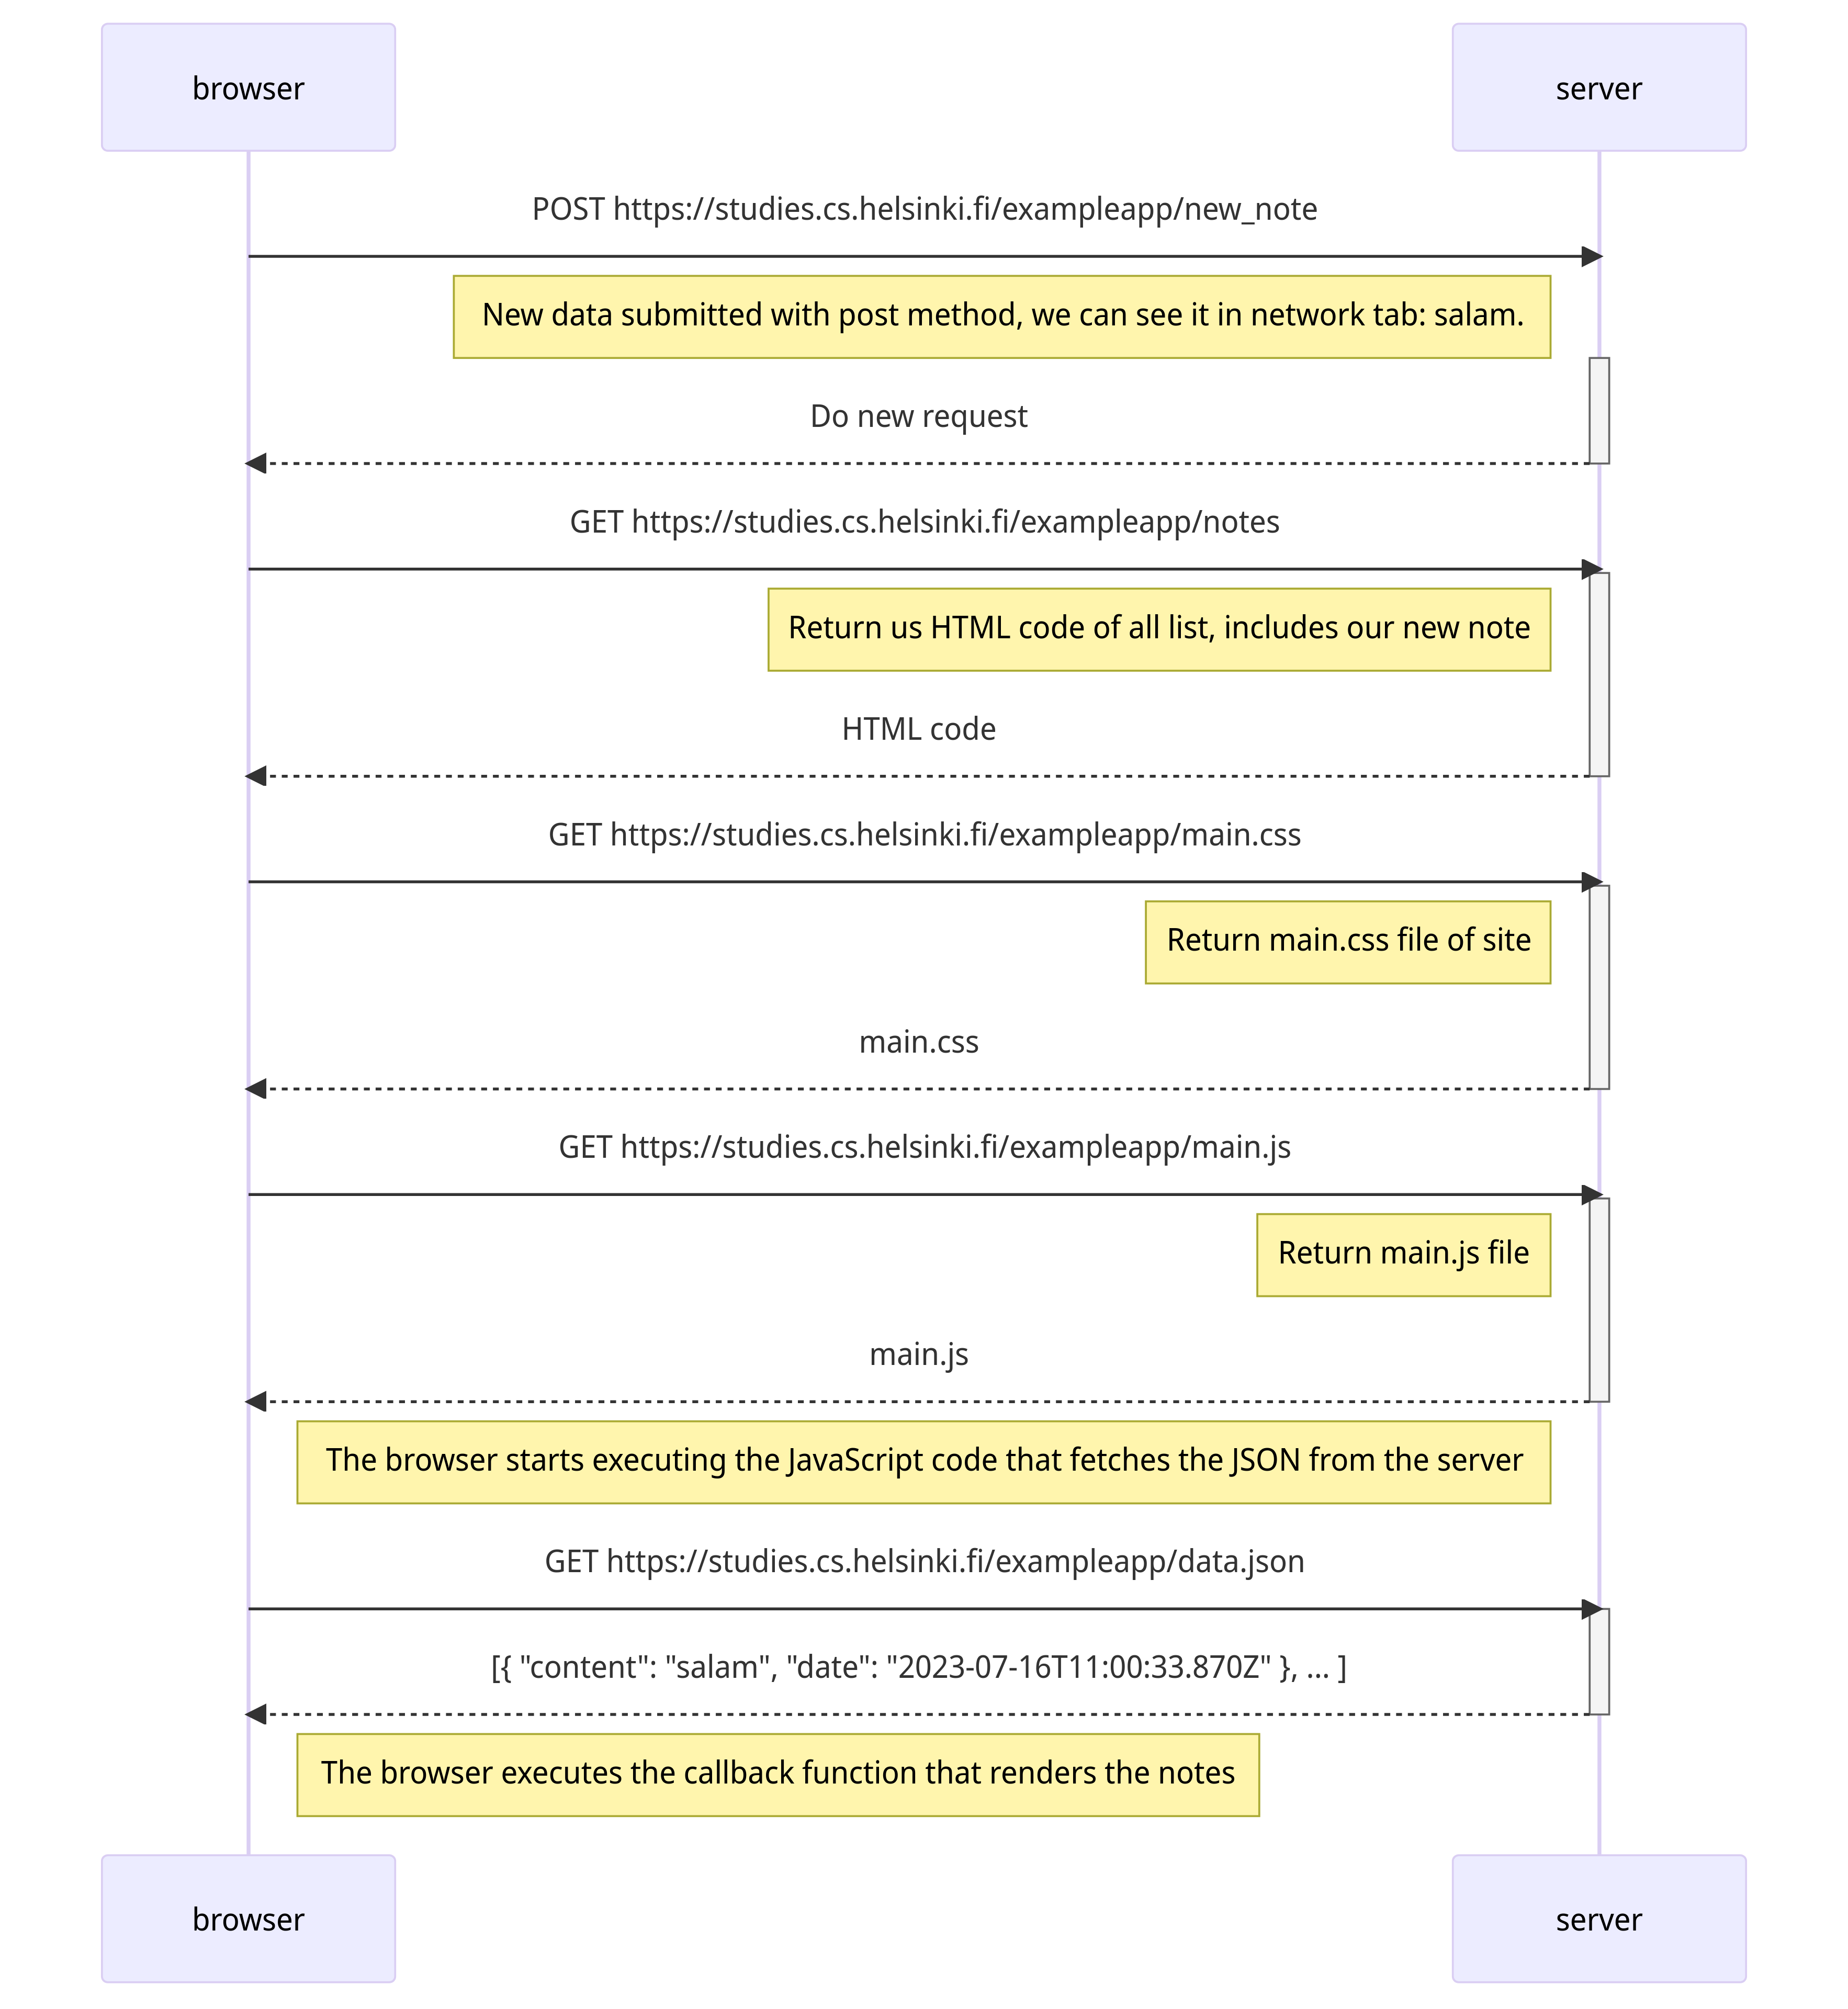 browser
server
POST https://studies.cs.helsinki.fi/exampleapp/new_note
New data submitted with post method, we can see it in network tab: salam.
Do new request
GET https://studies.cs.helsinki.fi/exampleapp/notes
Return us HTML code of all list, includes our new note
HTML code
GET https://studies.cs.helsinki.fi/exampleapp/main.css
Return main.css file of site
main.css
GET https://studies.cs.helsinki.fi/exampleapp/main.js
Return main.js file
main.js
The browser starts executing the JavaScript code that fetches the JSON from the server
GET https://studies.cs.helsinki.fi/exampleapp/data.json
[{ "content": "salam", "date": "2023-07-16T11:00:33.870Z" }, ... ]
The browser executes the callback function that renders the notes
browser
server